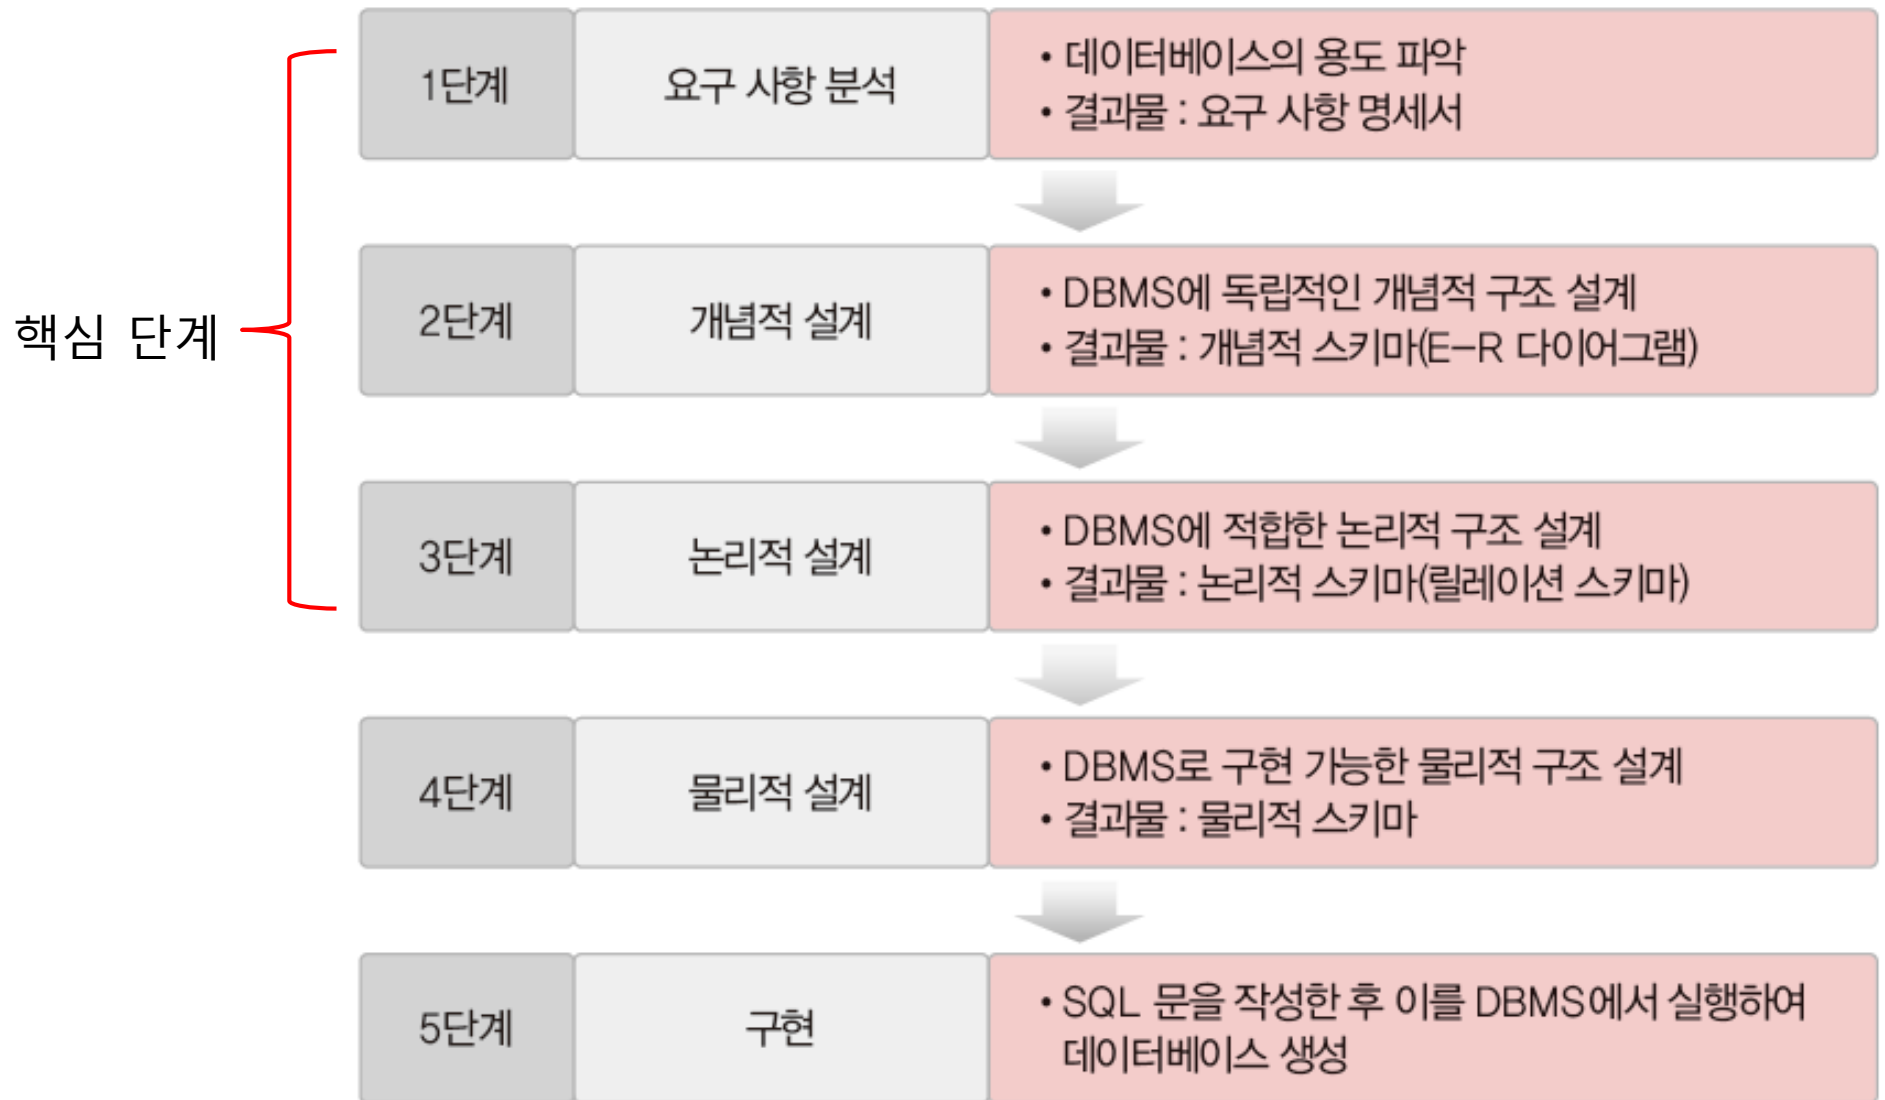 핵심 단계
1단계
요구 사항 분석
• 데이터베이스의 용도 파악
• 결과물 : 요구 사항 명세서
2단계
개념적 설계
• DBMS에 독립적인 개념적 구조 설계
• 결과물 : 개념적 스키마(E-R 다이어그램)
3단계
논리적 설계
• DBMS에 적합한 논리적 구조 설계
• 결과물 : 논리적 스키마(릴레이션 스키마)
4단계
물리적 설계
• DBMS로 구현 가능한 물리적 구조 설계
• 결과물 : 물리적 스키마
5단계
구현
• SQL 문을 작성한 후 이를 DBMS에서 실행하여
데이터베이스 생성